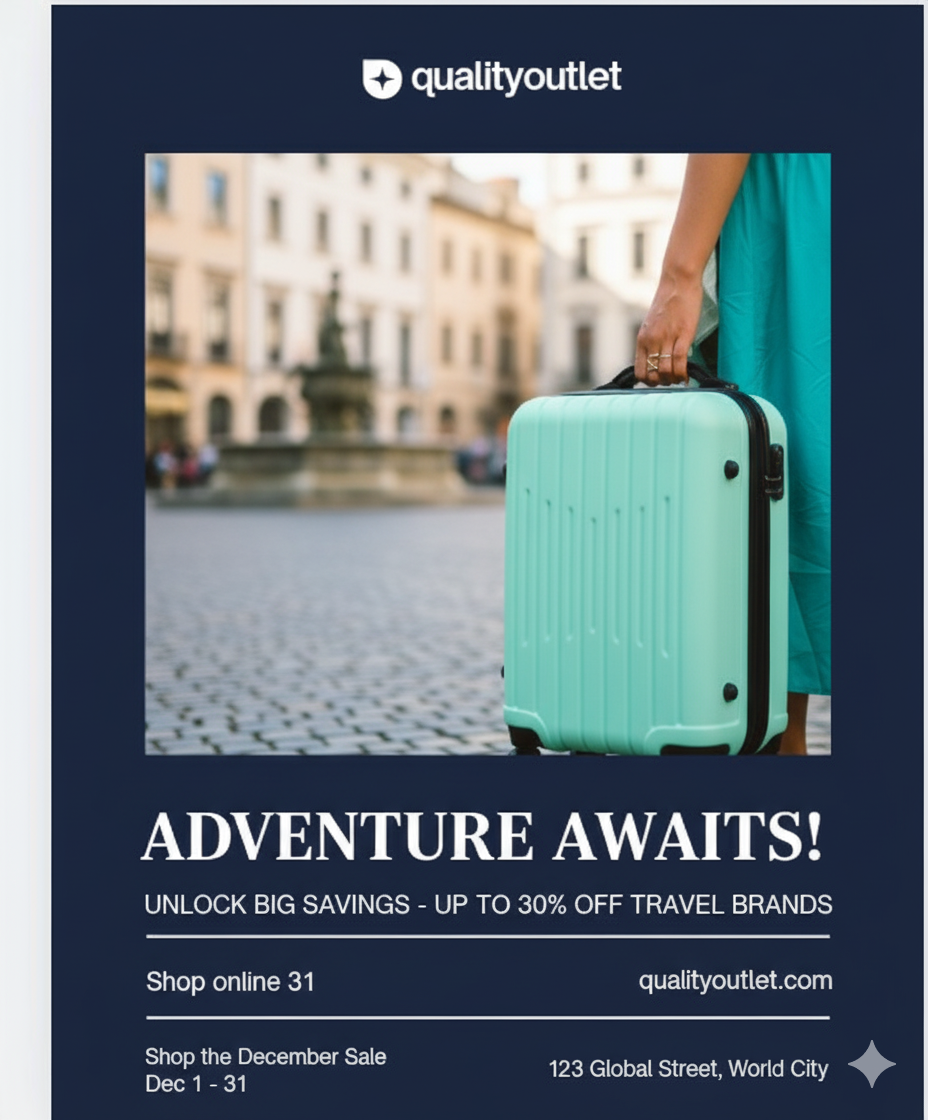 qualityoutlet
ADVENTURE AWAITS!
UNLOCK BIG SAVINGS - UP TO 30% OFF TRAVEL BRANDS
Shop online 31
qualityoutlet.com
Shop the December Sale
Dec 1 - 31
123 Global Street, World City